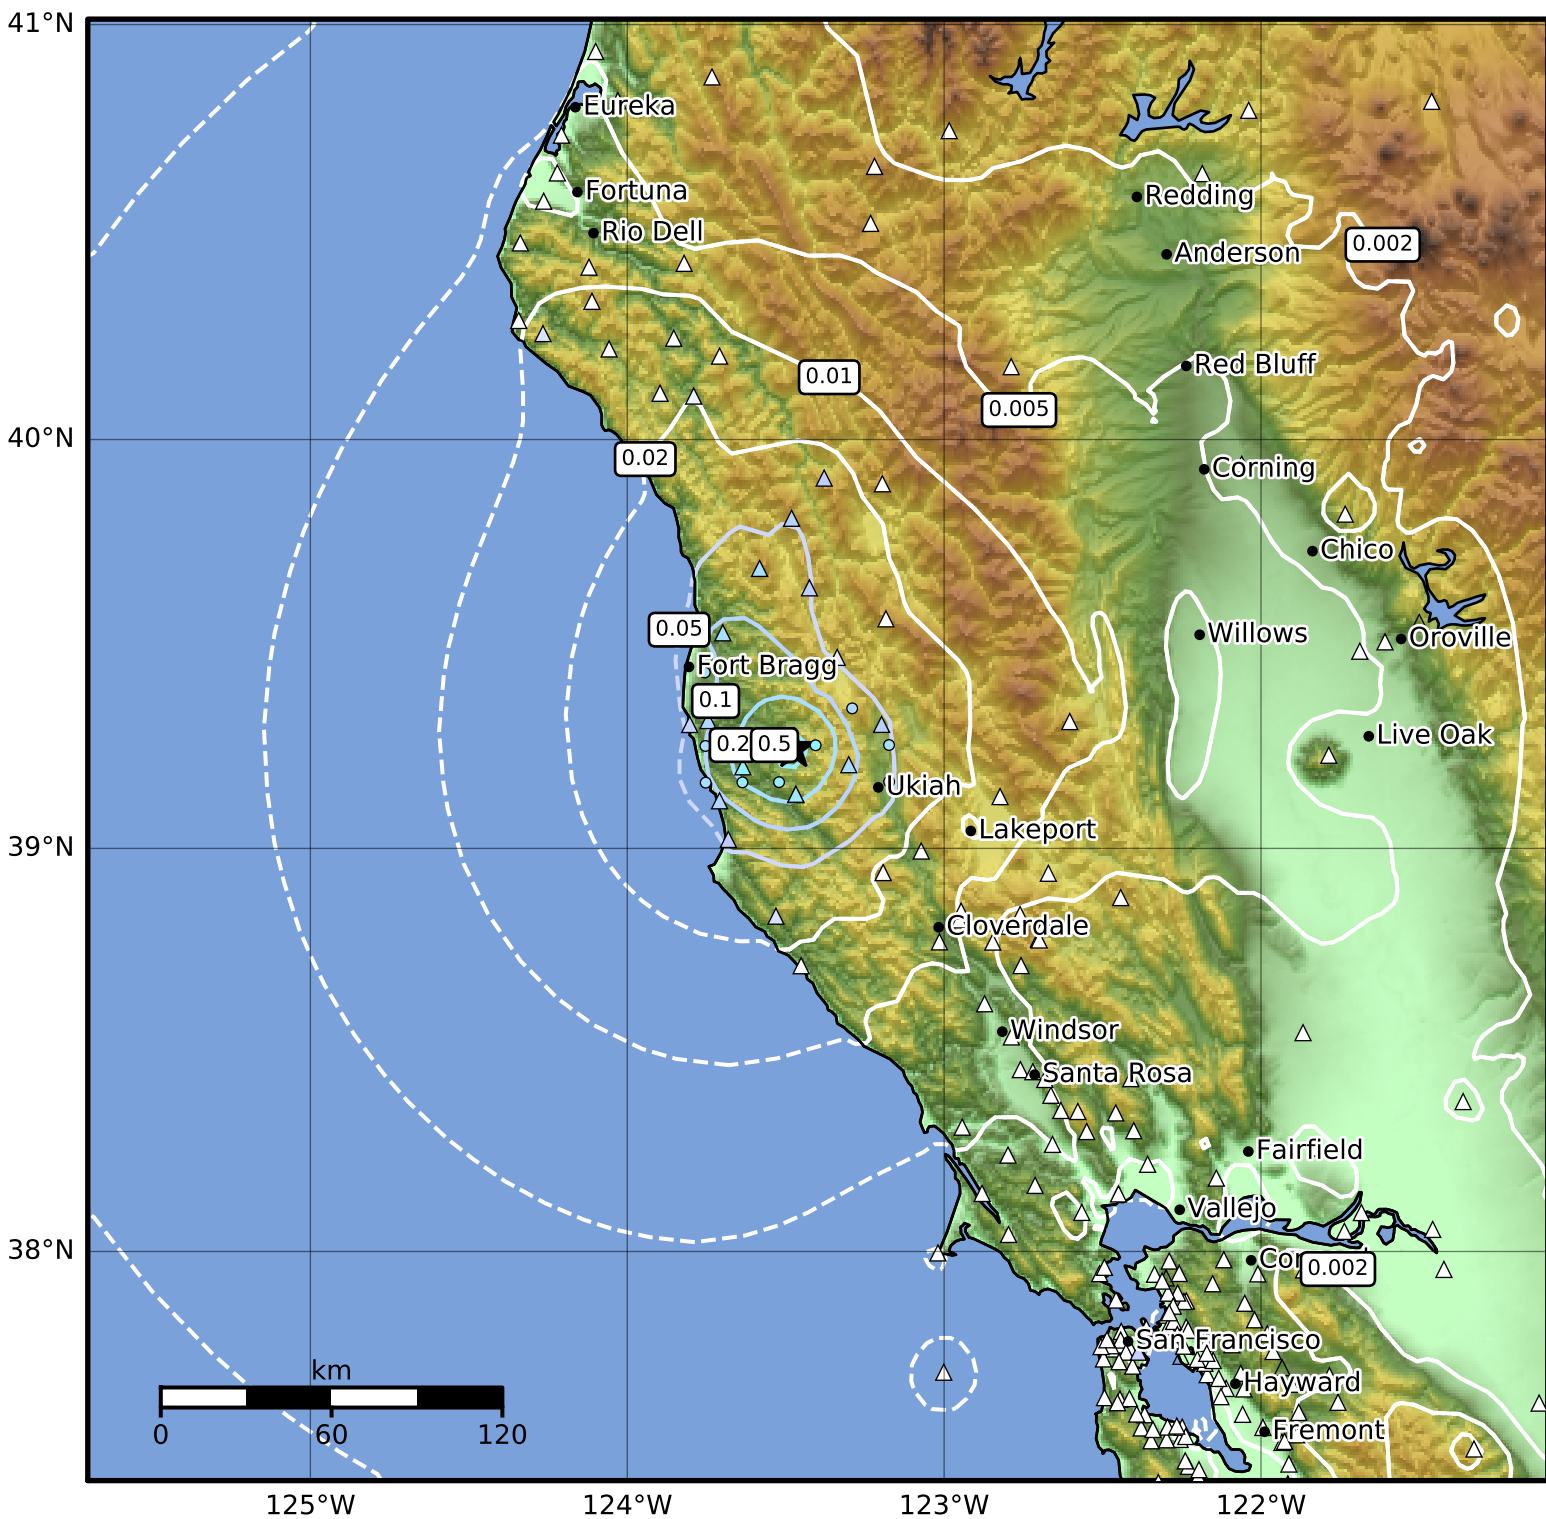 41°N
Eureka
Fortuna
Redding
Rio Dell
0.002
Anderson
Red Bluff
0.01
0.005
40°N
0.02
Corning
Chico
0.05
Willows
Oroville
Fort Bragg
0.1
0.2
0.5
Live Oak
Ukiah
Lakeport
39°N
Cloverdale
Windsor
Santa Rosa
Fairfield
Vallejo
38°N
0.002
San Francisco
km
Hayward
0
60
120
Fremont
125°W
124°W
123°W
122°W